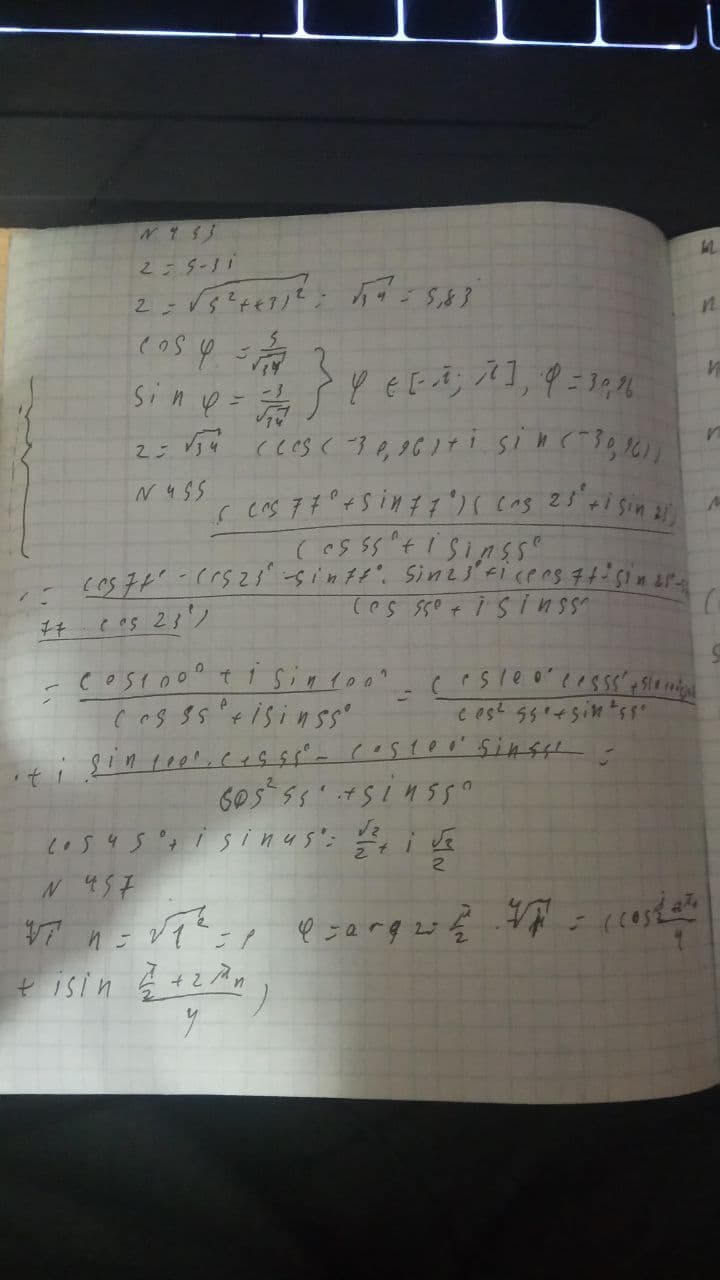 N 453
z = 5-3i
z = √5²+(-3)² = √34 = 5,83
cos φ = 5/√34
sin φ = -3/√34 } φ ∈ [-π; π], φ = 30,96
z = √34 (cos(-30,96)+i sin(-30,96))
N 455
(cos 77°+sin 77°)(cos 23°+i sin 23)
cos 55°+i sin 55°
= cos 77° - cos 23° - sin 77° · sin 23°+i(cos 77 · sin 23°-
77 · cos 23°)
cos 55° + i sin 55°
= cos 100° + i sin 100° = cos 100° cos 55° +
cos 55° + i sin 55° cos² 55° + sin² 55°
+ i sin 100° · cos 55° - cos 100° sin 55° =
cos² 55° + sin 55°
cos 45° + i sin 45° = √2/2 + i √2/2
N 457
∜i n = √1² = 1 φ = arg z = π/2 · = (cos
4
+ i sin π/2 + 2πn )
4